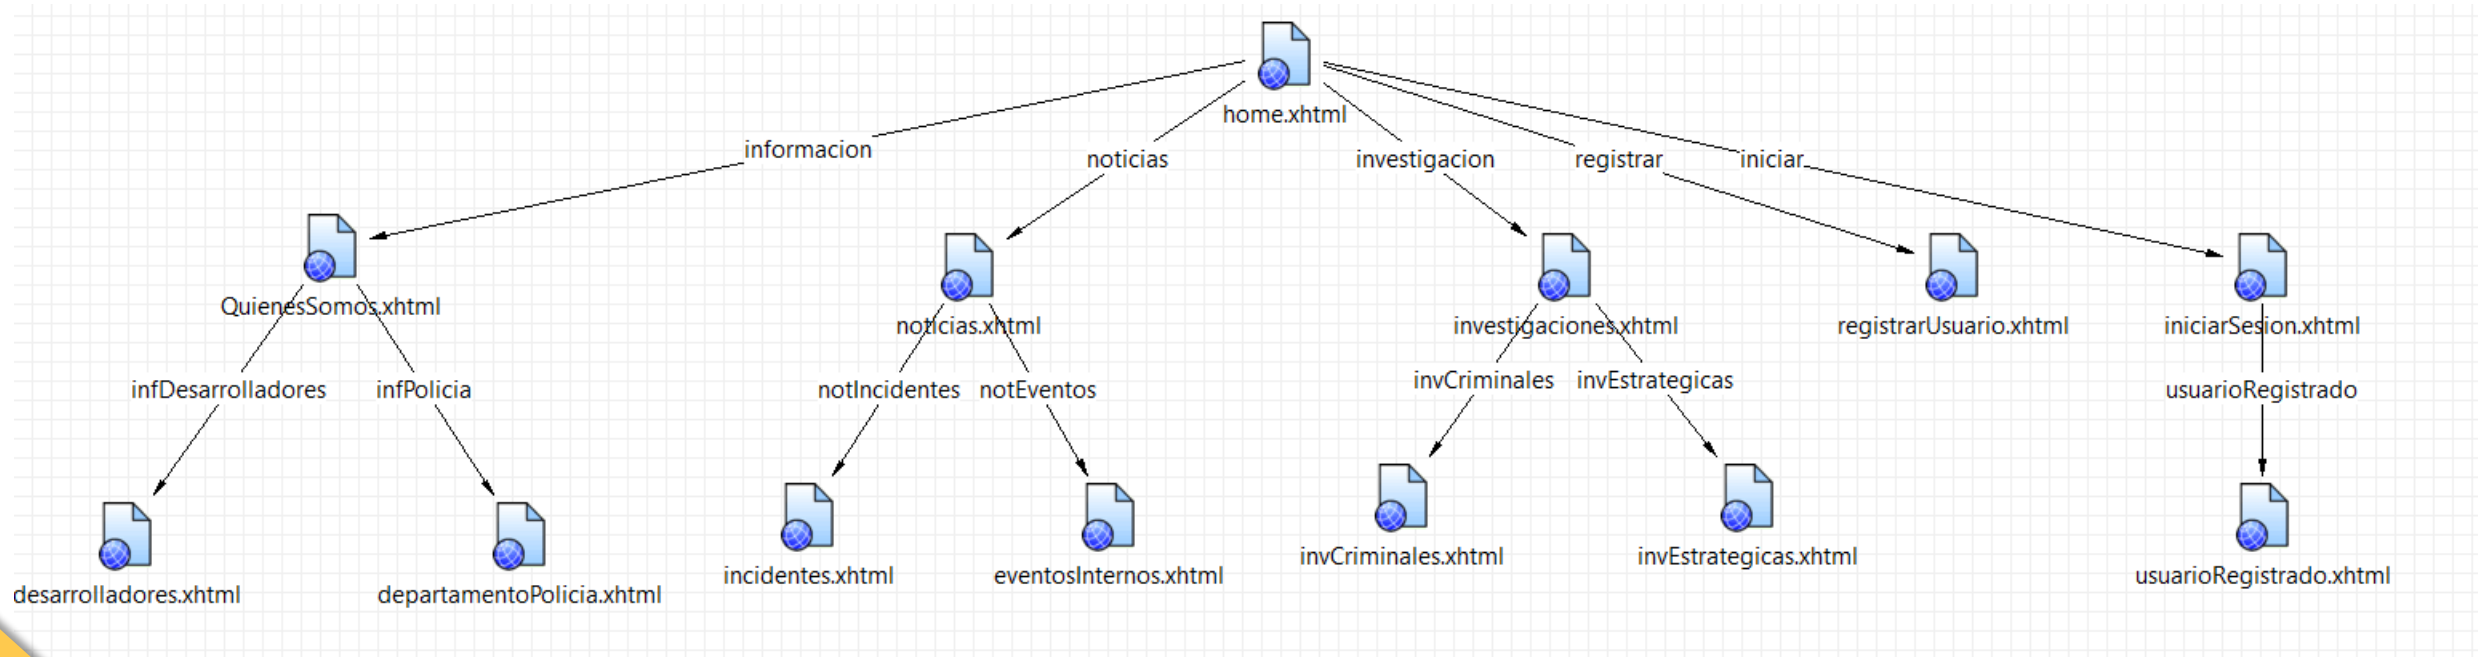 home.xhtml
informacion
noticias
investigacion
registrar
iniciar
QuienesSomos.xhtml
noticias.xhtml
investigaciones.xhtml
registrarUsuario.xhtml
iniciarSesion.xhtml
infDesarrolladores
infPolicia
notIncidentes
notEventos
invCriminales
invEstrategicas
usuarioRegistrado
desarrolladores.xhtml
departamentoPolicia.xhtml
incidentes.xhtml
eventosInternos.xhtml
invCriminales.xhtml
invEstrategicas.xhtml
usuarioRegistrado.xhtml